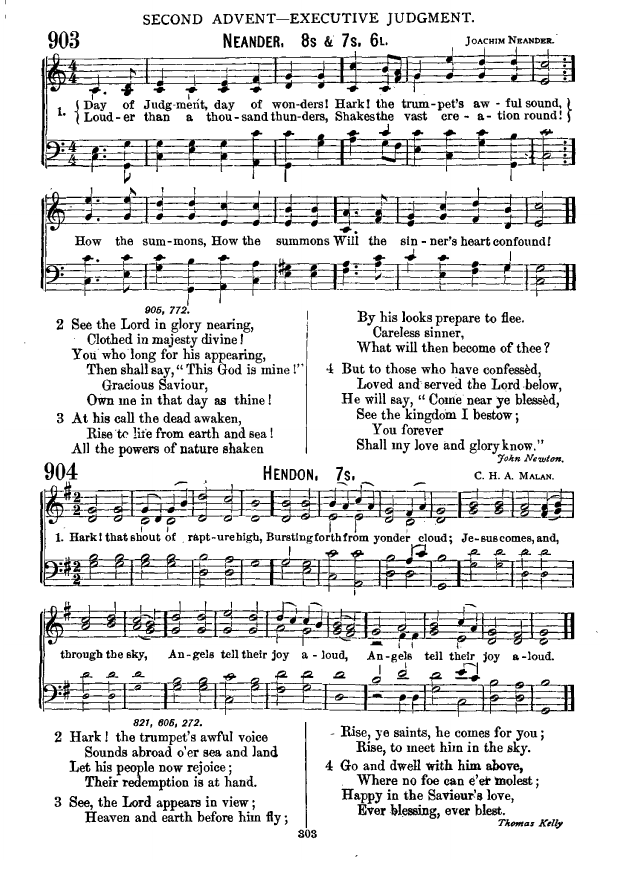 SECOND ADVENT—EXECUTIVE JUDGMENT.
903 NEANDER. 8s & 7s. 6L. JOACHIM NEANDER.
1. { Day of Judg-ment, day of won-ders! Hark! the trum-pet's aw-ful sound, }
{ Loud-er than a thou-sand thun-ders, Shakes the vast cre-a-tion round! }
How the sum-mons, How the summons Will the sin-ner's heart confound!
905, 772.
2 See the Lord in glory nearing,
Clothed in majesty divine!
You who long for his appearing,
Then shall say, "This God is mine!"
Gracious Saviour,
Own me in that day as thine!
3 At his call the dead awaken,
Rise to life from earth and sea!
All the powers of nature shaken
By his looks prepare to flee.
Careless sinner,
What will then become of thee?
4 But to those who have confessèd,
Loved and served the Lord below,
He will say, "Come near ye blessèd,
See the kingdom I bestow;
You forever
Shall my love and glory know."
John Newton.
904 HENDON. 7s. C. H. A. MALAN.
1. Hark! that shout of rapt-ure high, Bursting forth from yonder cloud; Je-sus comes, and,
through the sky, An-gels tell their joy a-loud, An-gels tell their joy a-loud.
821, 605, 272.
2 Hark! the trumpet's awful voice
Sounds abroad o'er sea and land
Let his people now rejoice;
Their redemption is at hand.
3 See, the Lord appears in view;
Heaven and earth before him fly;
Rise, ye saints, he comes for you;
Rise, to meet him in the sky.
4 Go and dwell with him above,
Where no foe can e'er molest;
Happy in the Saviour's love,
Ever blessing, ever blest.
Thomas Kelly
303